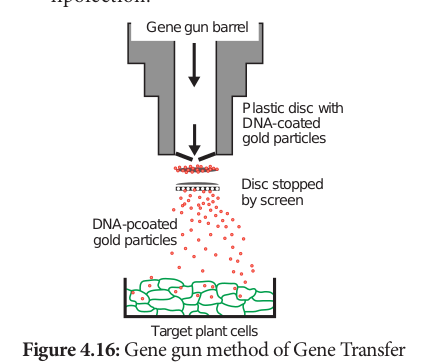 lipofection.
Gene gun barrel
Plastic disc with
DNA-coated
gold particles
Disc stopped
by screen
DNA-pcoated
gold particles
Target plant cells
Figure 4.16: Gene gun method of Gene Transfer